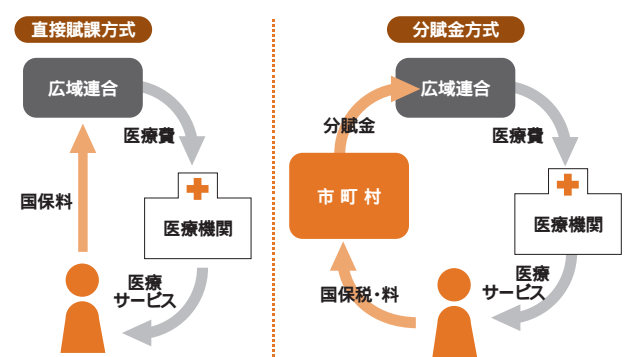 直接賦課方式
広域連合
医療費
国保料
医療機関
医療
サービス
分賦金方式
広域連合
分賦金
医療費
市町村
医療機関
国保税・料
医療
サービス